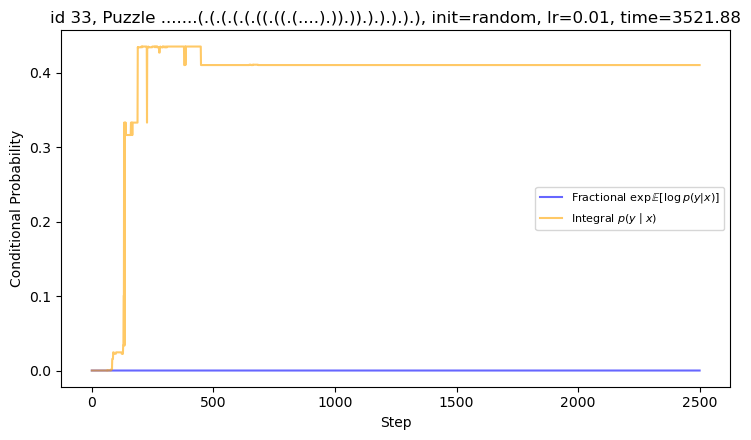 id 33, Puzzle .......(.(.(.(.(.((.((.(....).)).)).).).).).), init=random, lr=0.01, time=3521.88
Conditional Probability
0.4
0.3
0.2
0.1
0.0
Fractional exp𝔼[log p(y|x)]
Integral p(y | x)
0
500
1000
1500
2000
2500
Step